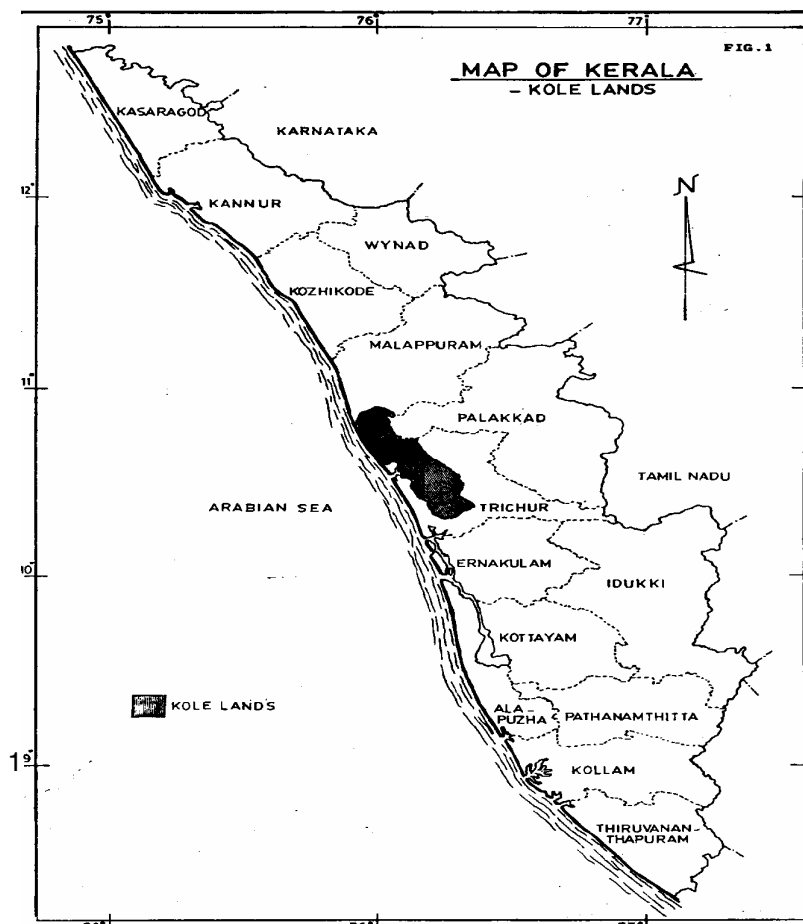 75°
76°
77°
FIG.1
MAP OF KERALA
- KOLE LANDS
KASARAGOD
KARNATAKA
N
12°
KANNUR
WYNAD
KOZHIKODE
MALAPPURAM
11°
PALAKKAD
TAMIL NADU
ARABIAN SEA
TRICHUR
ERNAKULAM
10°
IDUKKI
KOTTAYAM
KOLE LANDS
ALA-
PUZHA
PATHANAMTHITTA
9°
KOLLAM
THIRUVANAN-
THAPURAM